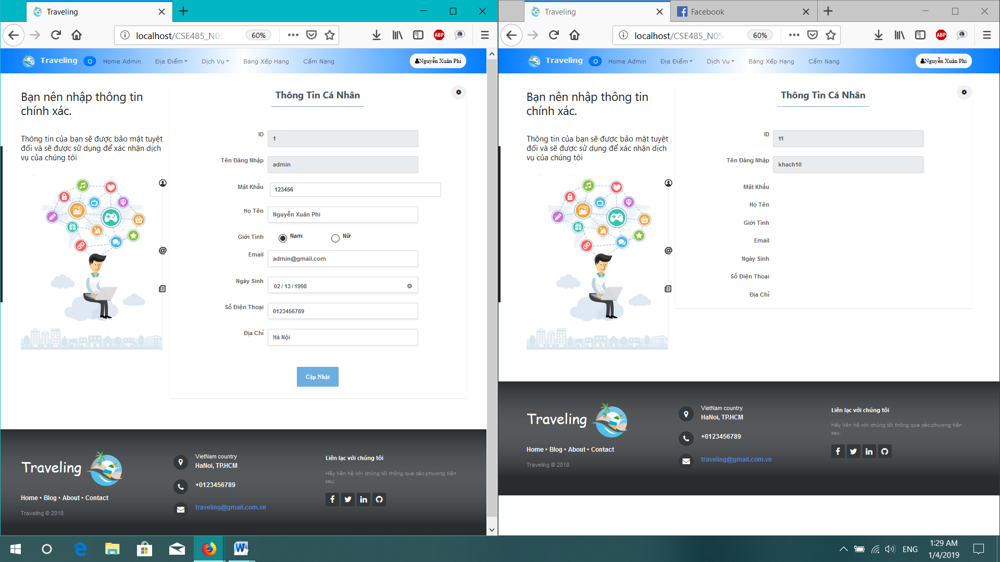 Traveling
localhost/CSE485_N05
60%
ABP
Traveling
O
Home Admin
Địa Điểm
Dịch Vụ
Bảng Xếp Hạng
Cẩm Nang
Nguyễn Xuân Phi
Bạn nên nhập thông tin
chính xác.
Thông tin của bạn sẽ được bảo mật tuyệt
đối và sẽ được sử dụng để xác nhận dịch
vụ của chúng tôi
Thông Tin Cá Nhân
ID
1
Tên Đăng Nhập
admin
Mật Khẩu
123456
Họ Tên
Nguyễn Xuân Phi
Giới Tính
Nam
Nữ
Email
admin@gmail.com
Ngày Sinh
02 / 13 / 1998
Số Điện Thoại
0123456789
Địa Chỉ
Hà Nội
Cập Nhật
Traveling
Home • Blog • About • Contact
Traveling © 2018
VietNam country
HaNoi, TP.HCM
+0123456789
traveling@gmail.com.vn
Liên lạc với chúng tôi
Hãy liên hệ với chúng tôi thông qua các phương tiện
sau:
Traveling
Facebook
localhost/CSE485_N05
60%
ABP
Traveling
O
Home Admin
Địa Điểm
Dịch Vụ
Bảng Xếp Hạng
Cẩm Nang
Nguyễn Xuân Phi
Bạn nên nhập thông tin
chính xác.
Thông tin của bạn sẽ được bảo mật tuyệt
đối và sẽ được sử dụng để xác nhận dịch
vụ của chúng tôi
Thông Tin Cá Nhân
ID
11
Tên Đăng Nhập
khach10
Mật Khẩu
Họ Tên
Giới Tính
Email
Ngày Sinh
Số Điện Thoại
Địa Chỉ
Traveling
Home • Blog • About • Contact
Traveling © 2018
VietNam country
HaNoi, TP.HCM
+0123456789
traveling@gmail.com.vn
Liên lạc với chúng tôi
Hãy liên hệ với chúng tôi thông qua các phương tiện
sau:
ENG
1:29 AM
1/4/2019